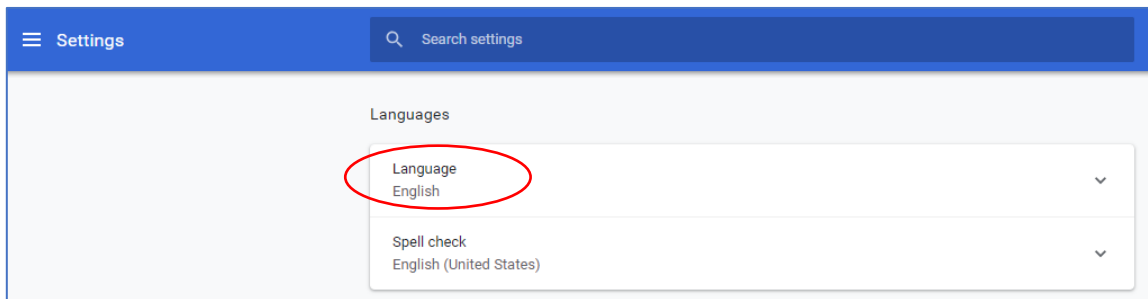 Settings
Search settings
Languages
Language
English
Spell check
English (United States)